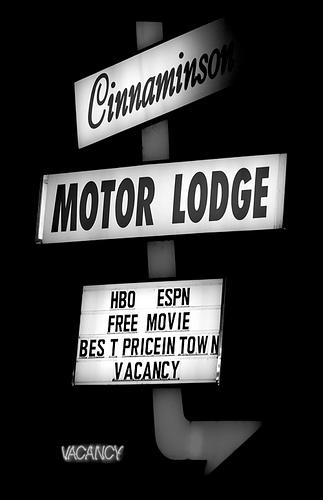 Cinnaminson
MOTOR LODGE
HBO ESPN
FREE MOVIE
BES T PRICEIN TOW N
VACANCY
VACANCY